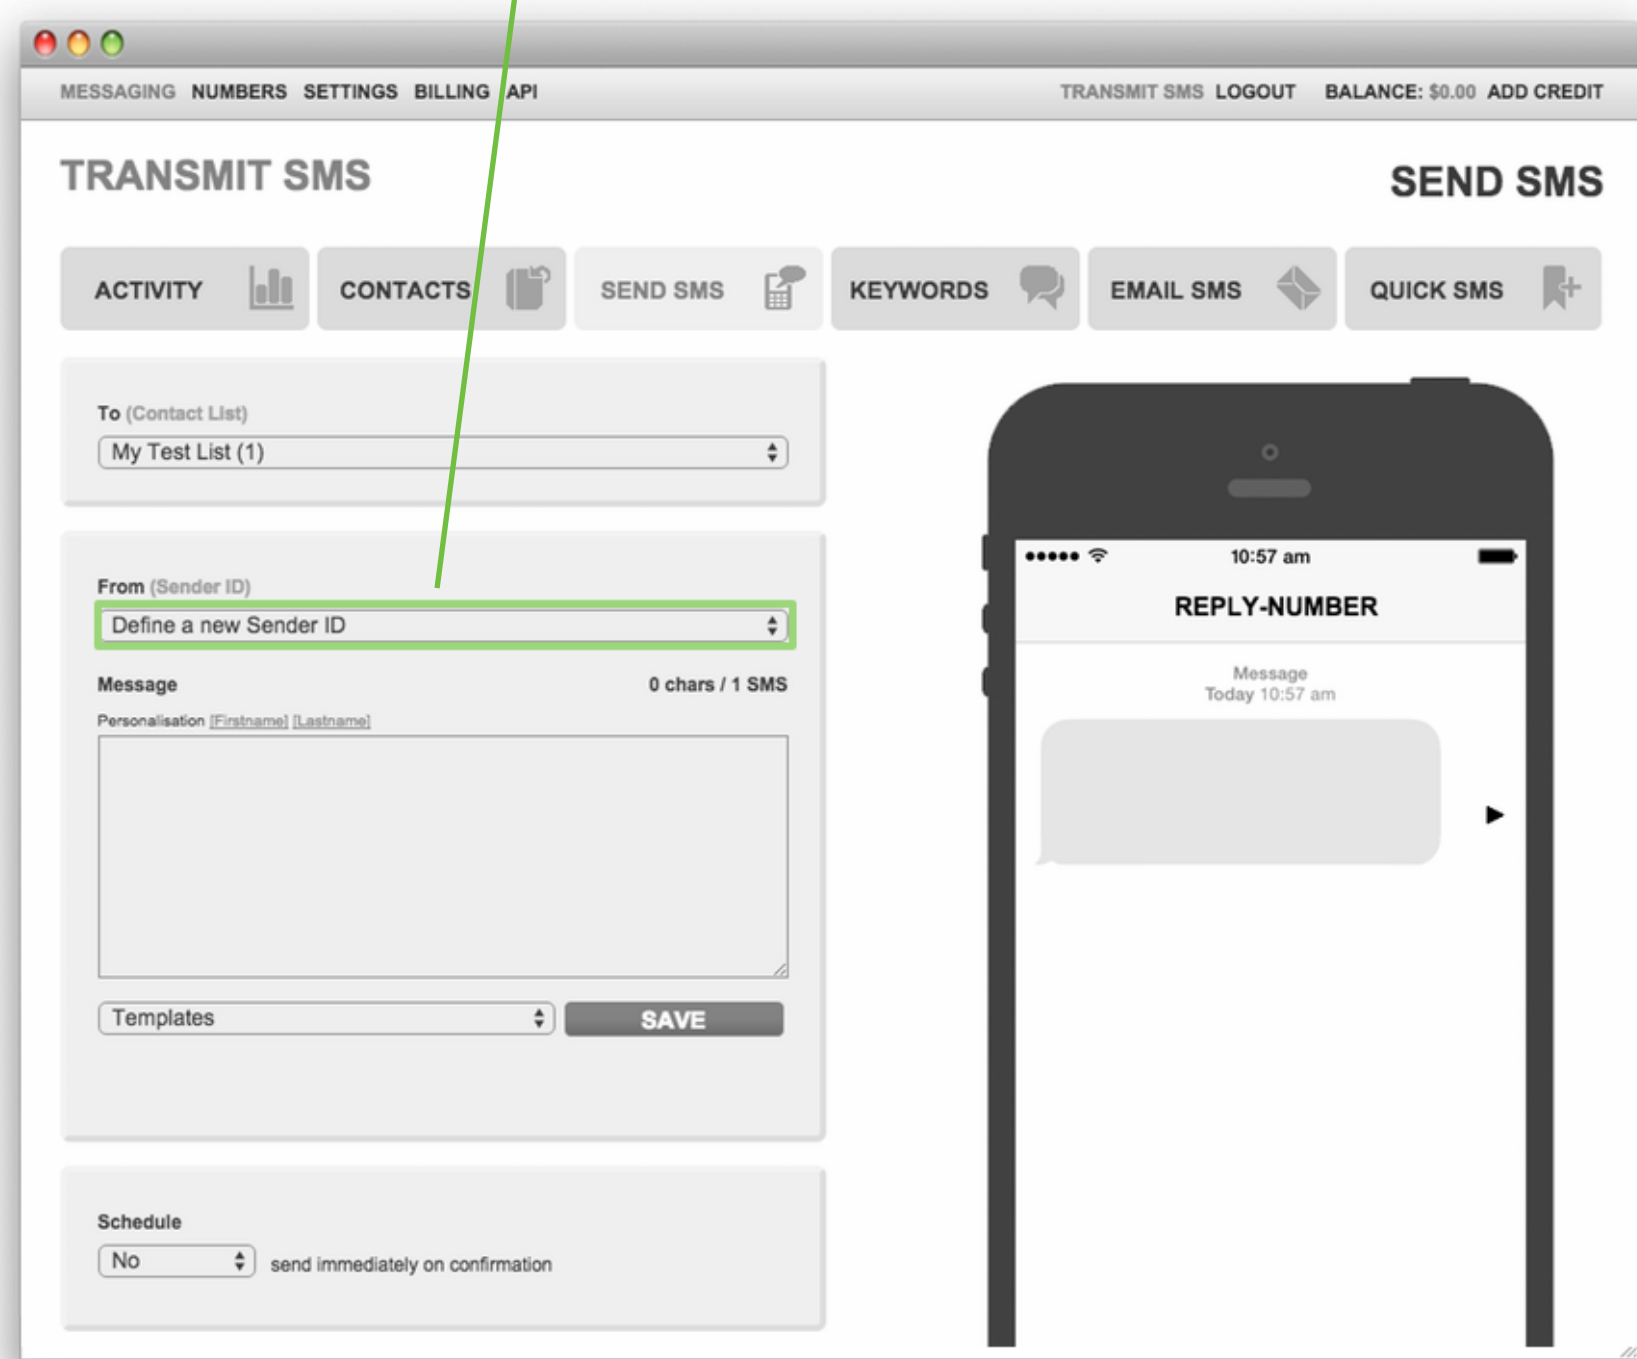 MESSAGING NUMBERS SETTINGS BILLING API TRANSMIT SMS LOGOUT BALANCE: $0.00 ADD CREDIT
TRANSMIT SMS SEND SMS
ACTIVITY CONTACTS SEND SMS KEYWORDS EMAIL SMS QUICK SMS
To (Contact LIst)
My Test List (1)
From (Sender ID)
Define a new Sender ID
Message 0 chars / 1 SMS
Personalisation [Firstname] [Lastname]
Templates SAVE
Schedule
No send immediately on confirmation
10:57 am
REPLY-NUMBER
Message
Today 10:57 am